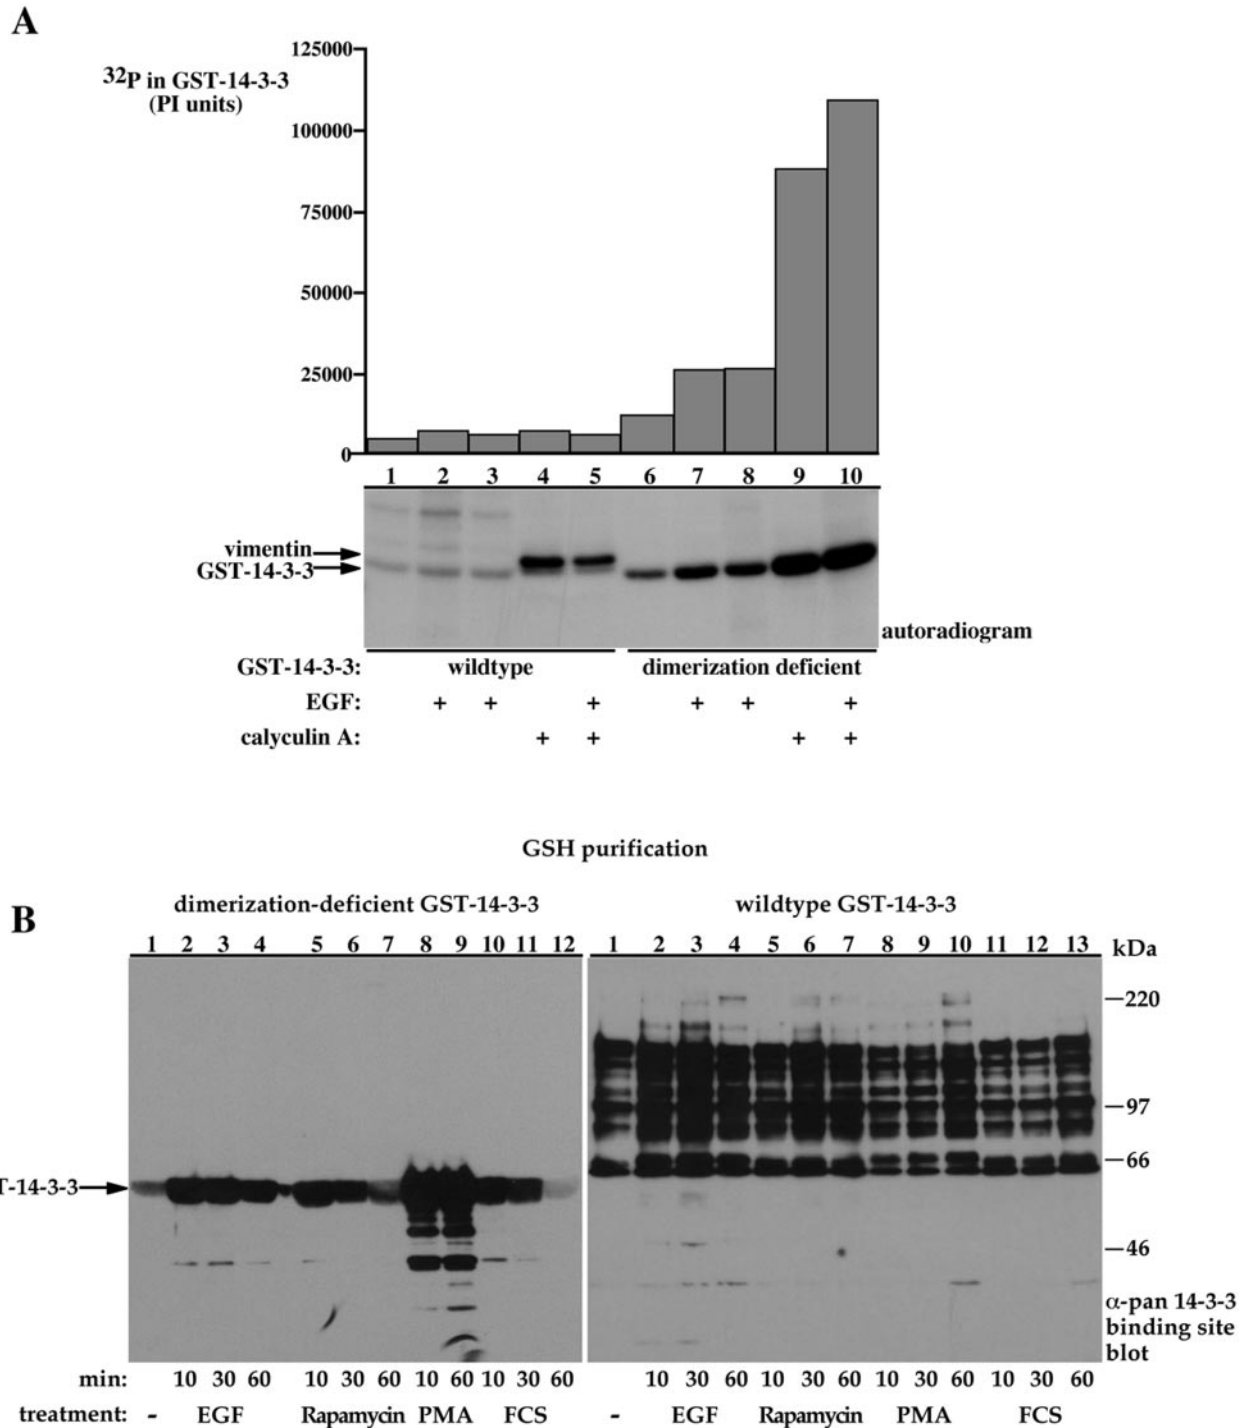 A
125000
32P in GST-14-3-3
(PI units)
100000
75000
50000
25000
0
1 2 3 4 5 6 7 8 9 10
vimentin
GST-14-3-3
autoradiogram
GST-14-3-3: wildtype dimerization deficient
EGF: + + + + + +
calyculin A: + + + +
GSH purification
B
dimerization-deficient GST-14-3-3 wildtype GST-14-3-3
1 2 3 4 5 6 7 8 9 10 11 12 1 2 3 4 5 6 7 8 9 10 11 12 13 kDa
220
97
66
T-14-3-3
46
α-pan 14-3-3
binding site
blot
min: 10 30 60 10 30 60 10 60 10 30 60 10 30 60 10 30 60 10 30 60 10 30 60
treatment: - EGF Rapamycin PMA FCS - EGF Rapamycin PMA FCS